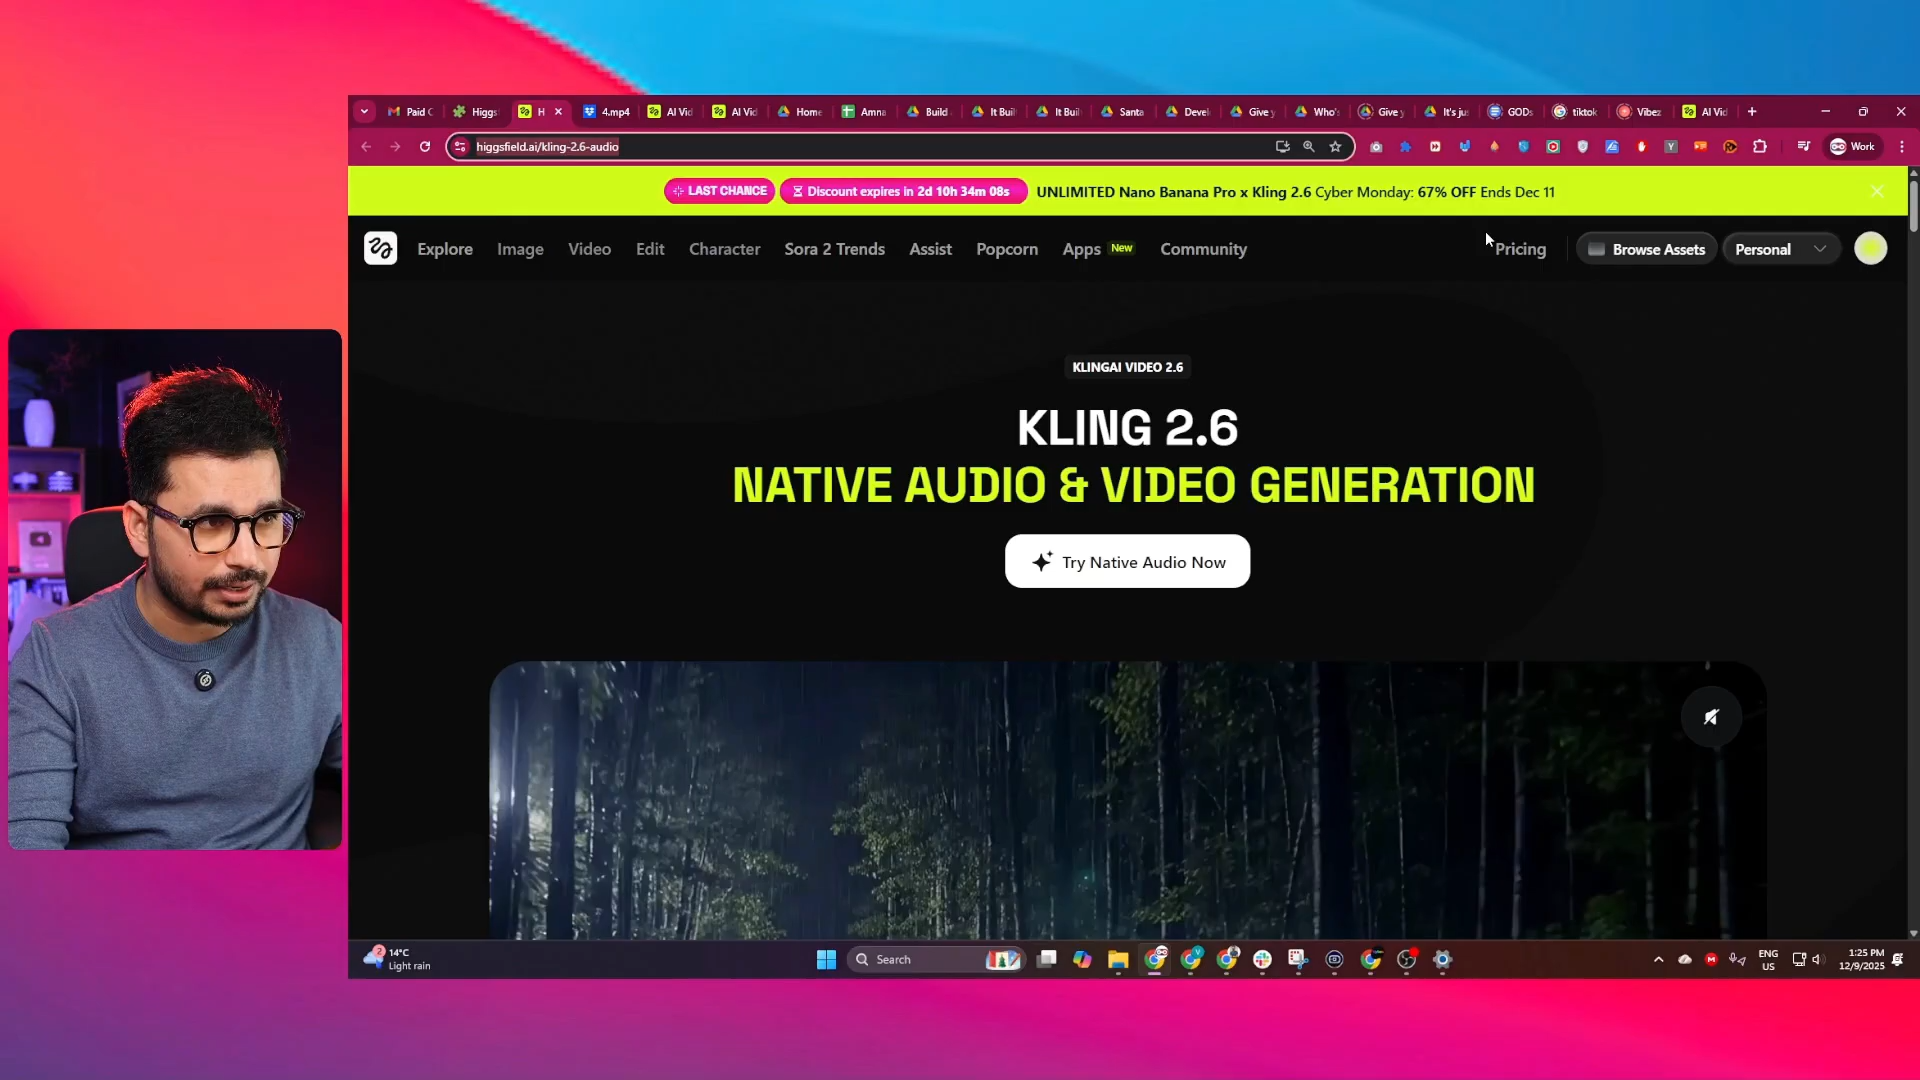 Paid C
Higgs
H
4.mp4
AI Vid
AI Vid
Home
Amna
Build
It Buil
It Buil
Santa
Devel
Give y
Who's
Give y
It's ju
GODs
tiktok
Vibez
AI Vid
higgsfield.ai/kling-2.6-audio
Work
LAST CHANCE
Discount expires in 2d 10h 34m 08s
UNLIMITED Nano Banana Pro x Kling 2.6 Cyber Monday: 67% OFF Ends Dec 11
Explore
Image
Video
Edit
Character
Sora 2 Trends
Assist
Popcorn
Apps New
Community
Pricing
Browse Assets
Personal
KLINGAI VIDEO 2.6
KLING 2.6
NATIVE AUDIO & VIDEO GENERATION
Try Native Audio Now
14°C
Light rain
Search
ENG
US
1:25 PM
12/9/2025